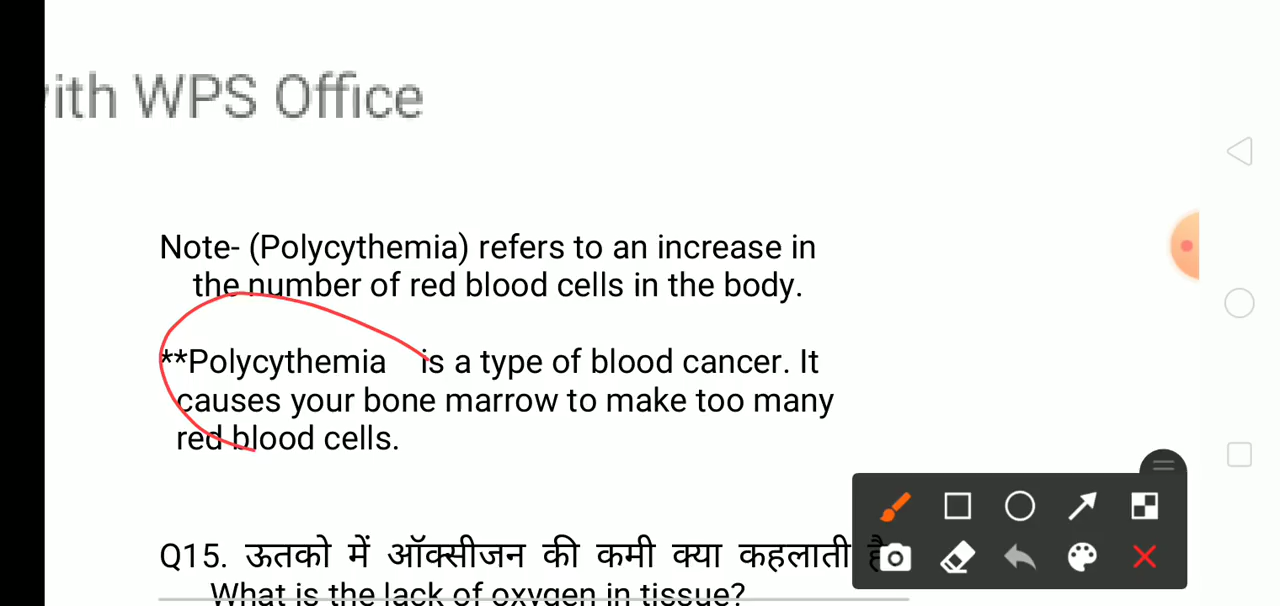 ith WPS Office
Note- (Polycythemia) refers to an increase in
the number of red blood cells in the body.
**Polycythemia is a type of blood cancer. It
causes your bone marrow to make too many
red blood cells.
Q15. ऊतको में ऑक्सीजन की कमी क्या कहलाती है
What is the lack of oxygen in tissue?